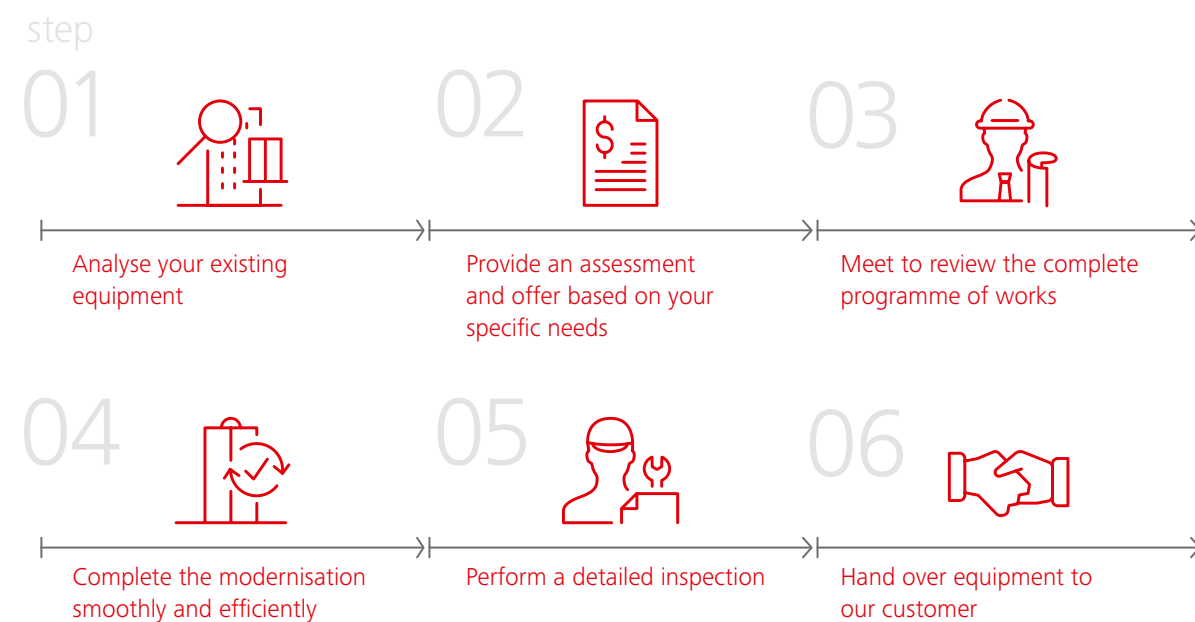 step
01
02
03
Analyse your existing
equipment
Provide an assessment
and offer based on your
specific needs
Meet to review the complete
programme of works
04
05
06
Complete the modernisation
smoothly and efficiently
Perform a detailed inspection
Hand over equipment to
our customer
$